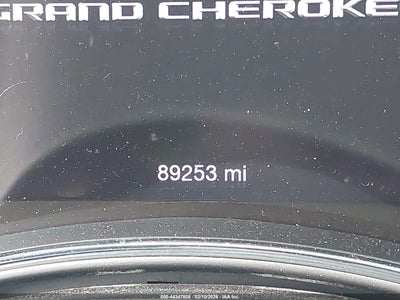 GRAND CHEROKE
89253 mi